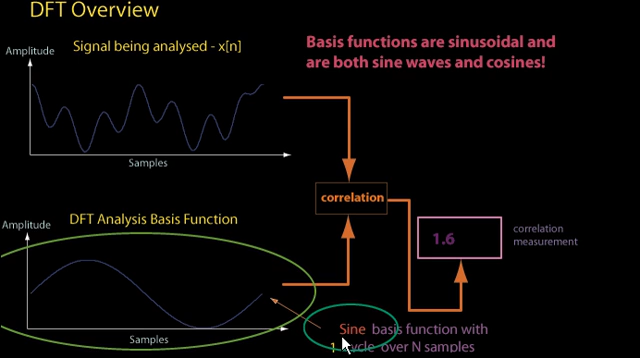 DFT Overview
Signal being analysed - x[n]
Amplitude
Samples
Basis functions are sinusoidal and
are both sine waves and cosines!
correlation
1.6
correlation
measurement
DFT Analysis Basis Function
Amplitude
Samples
Sine basis function with
1 cycle over N samples